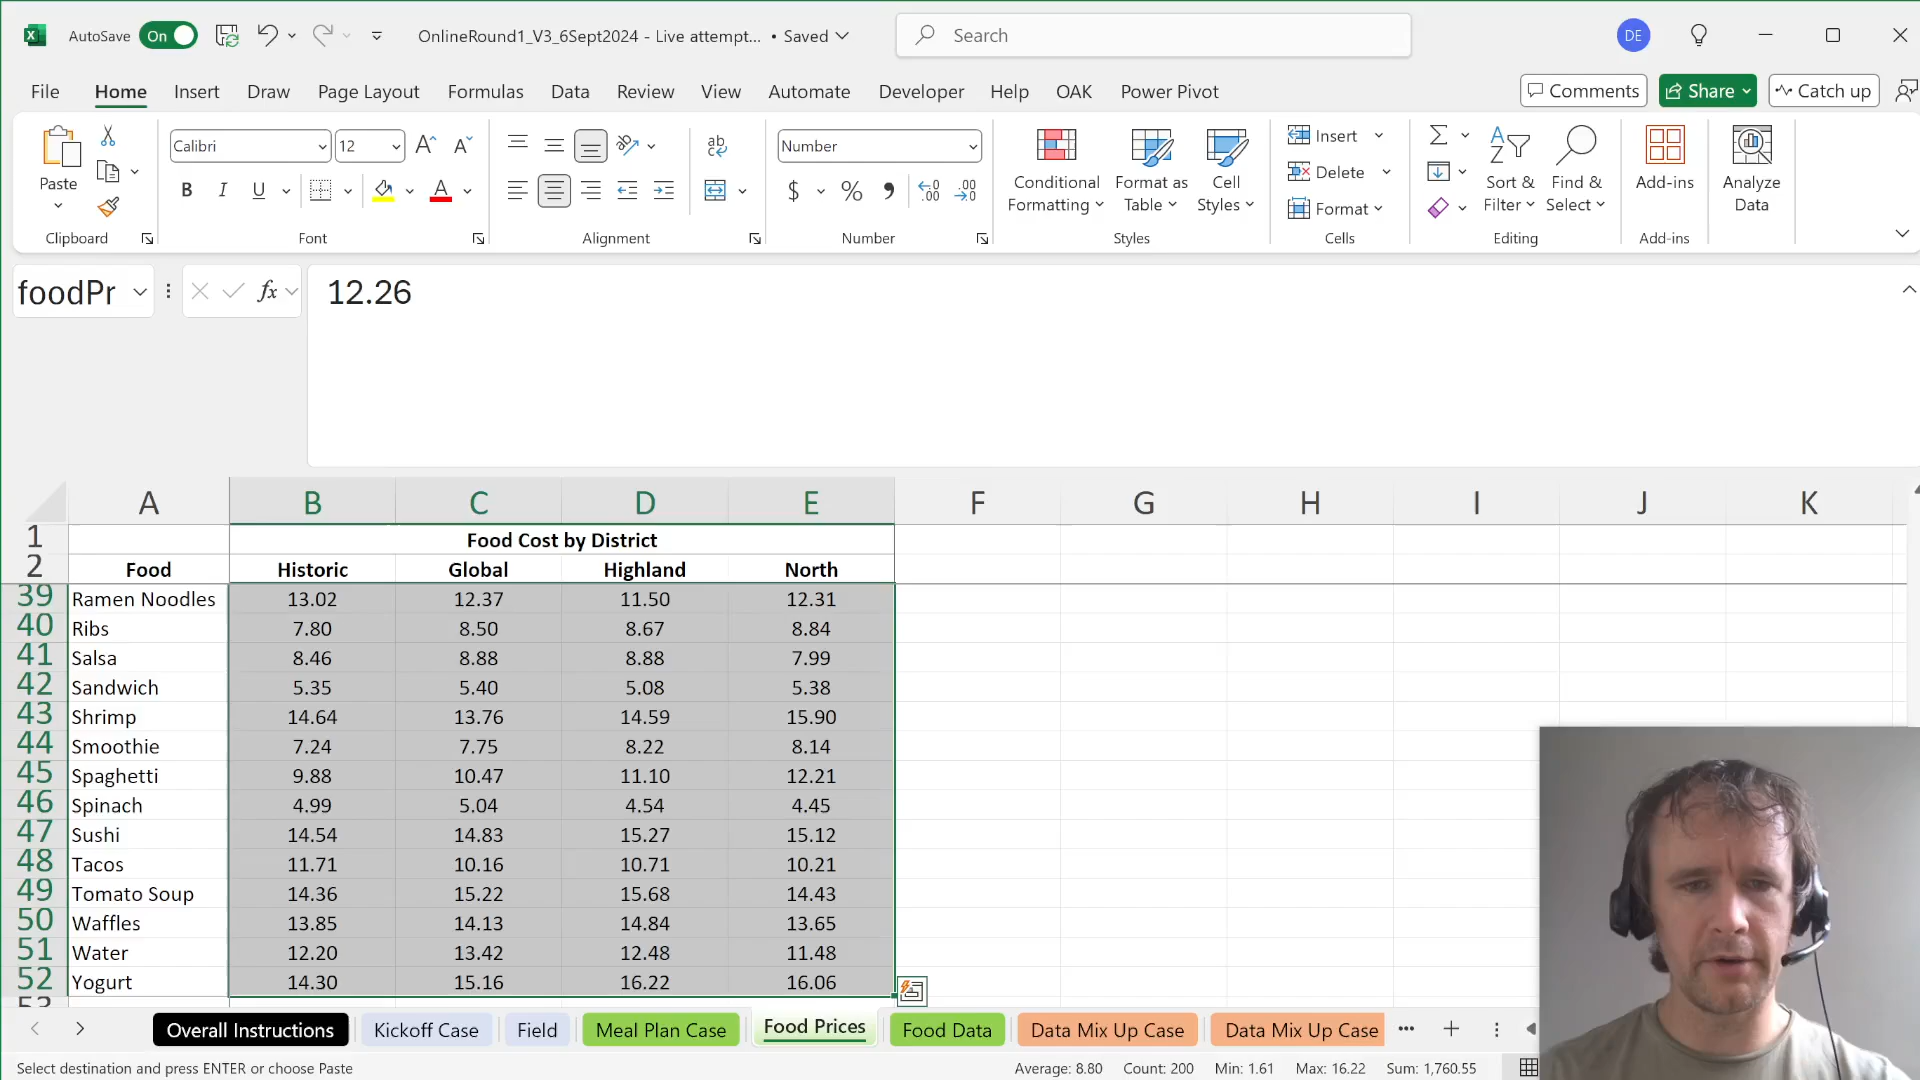 AutoSave On OnlineRound1_V3_6Sept2024 - Live attempt... • Saved Search DE
File Home Insert Draw Page Layout Formulas Data Review View Automate Developer Help OAK Power Pivot Comments Share Catch up
Paste Calibri 12 Number Insert
B I U $ % Conditional Formatting Format as Table Cell Styles Delete Sort & Filter Find & Select Add-ins Analyze Data
Format
Clipboard Font Alignment Number Styles Cells Editing Add-ins
foodPr fx 12.26
A B C D E F G H I J K
1 Food Cost by District
2 Food Historic Global Highland North
39 Ramen Noodles 13.02 12.37 11.50 12.31
40 Ribs 7.80 8.50 8.67 8.84
41 Salsa 8.46 8.88 8.88 7.99
42 Sandwich 5.35 5.40 5.08 5.38
43 Shrimp 14.64 13.76 14.59 15.90
44 Smoothie 7.24 7.75 8.22 8.14
45 Spaghetti 9.88 10.47 11.10 12.21
46 Spinach 4.99 5.04 4.54 4.45
47 Sushi 14.54 14.83 15.27 15.12
48 Tacos 11.71 10.16 10.71 10.21
49 Tomato Soup 14.36 15.22 15.68 14.43
50 Waffles 13.85 14.13 14.84 13.65
51 Water 12.20 13.42 12.48 11.48
52 Yogurt 14.30 15.16 16.22 16.06
Overall Instructions Kickoff Case Field Meal Plan Case Food Prices Food Data Data Mix Up Case Data Mix Up Case
Select destination and press ENTER or choose Paste Average: 8.80 Count: 200 Min: 1.61 Max: 16.22 Sum: 1,760.55